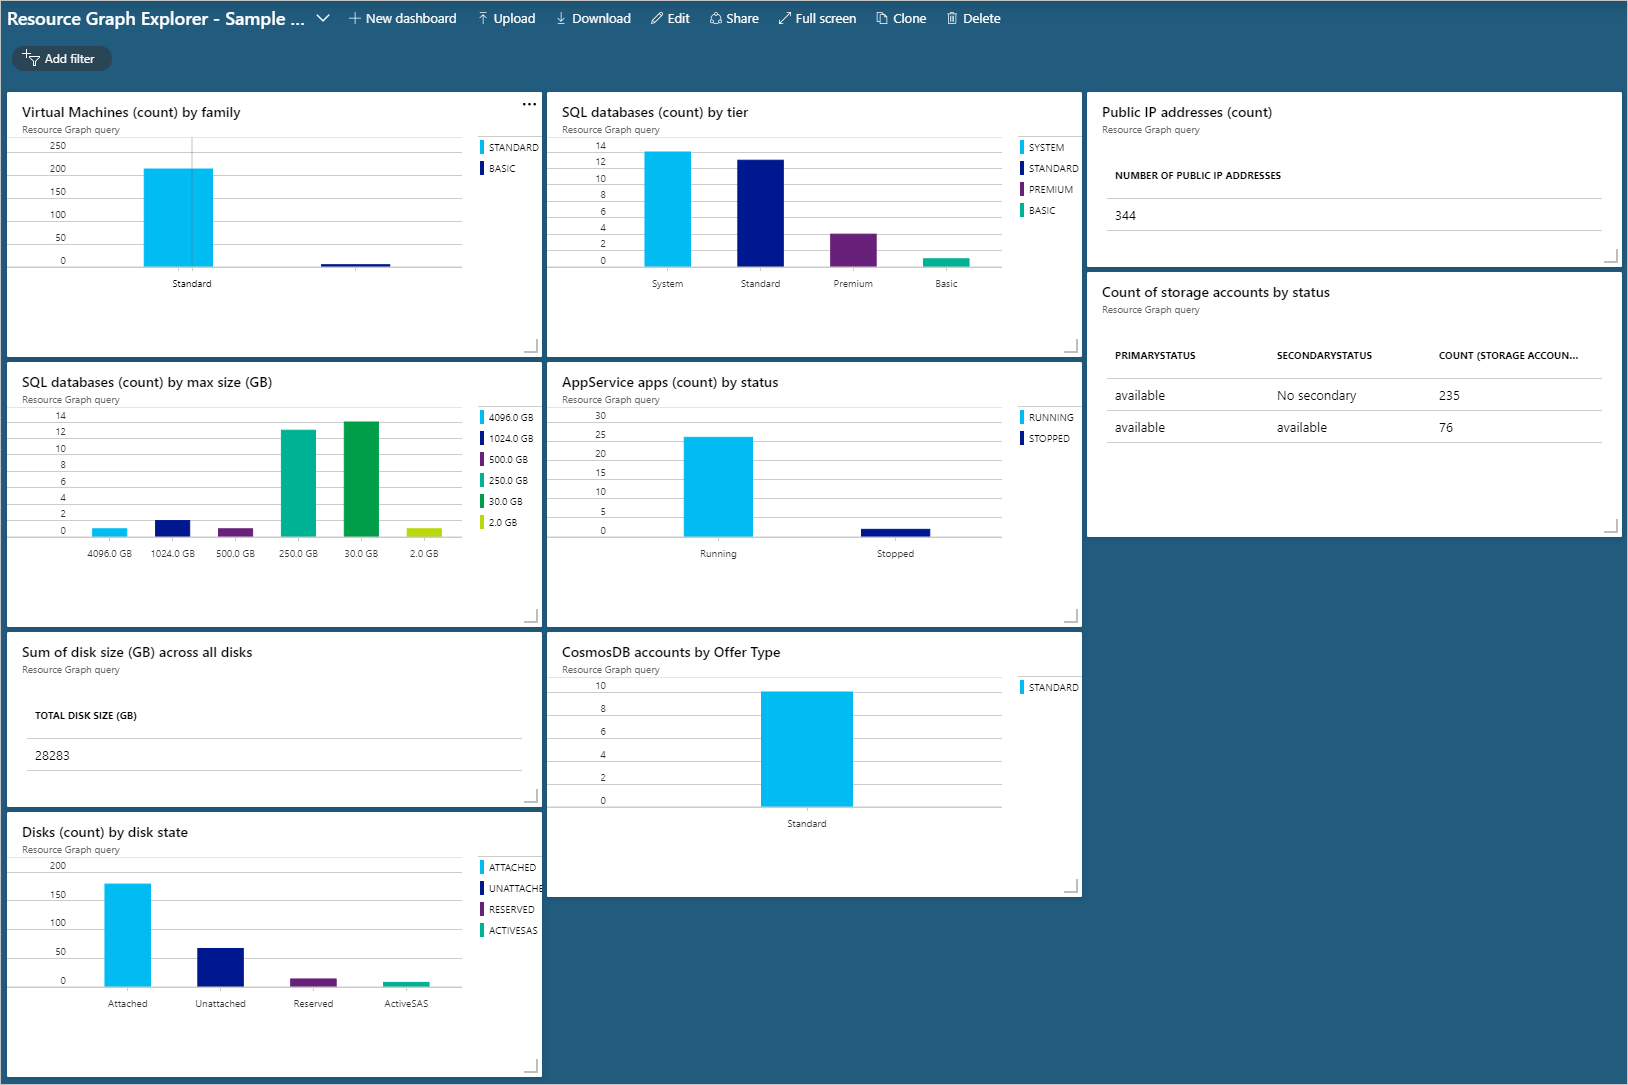 Resource Graph Explorer - Sample ...
New dashboard
Upload
Download
Edit
Share
Full screen
Clone
Delete
Add filter
Virtual Machines (count) by family
Resource Graph query
250
200
150
100
50
0
Standard
STANDARD
BASIC
SQL databases (count) by tier
Resource Graph query
14
12
10
8
6
4
2
0
System
Standard
Premium
Basic
SYSTEM
STANDARD
PREMIUM
BASIC
Public IP addresses (count)
Resource Graph query
NUMBER OF PUBLIC IP ADDRESSES
344
Count of storage accounts by status
Resource Graph query
PRIMARYSTATUS SECONDARYSTATUS COUNT (STORAGE ACCOUN...
available No secondary 235
available available 76
SQL databases (count) by max size (GB)
Resource Graph query
14
12
10
8
6
4
2
0
4096.0 GB
1024.0 GB
500.0 GB
250.0 GB
30.0 GB
2.0 GB
4096.0 GB
1024.0 GB
500.0 GB
250.0 GB
30.0 GB
2.0 GB
AppService apps (count) by status
Resource Graph query
30
25
20
15
10
5
0
Running
Stopped
RUNNING
STOPPED
Sum of disk size (GB) across all disks
Resource Graph query
TOTAL DISK SIZE (GB)
28283
CosmosDB accounts by Offer Type
Resource Graph query
10
8
6
4
2
0
Standard
STANDARD
Disks (count) by disk state
Resource Graph query
200
150
100
50
0
Attached
Unattached
Reserved
ActiveSAS
ATTACHED
UNATTACHE
RESERVED
ACTIVESAS